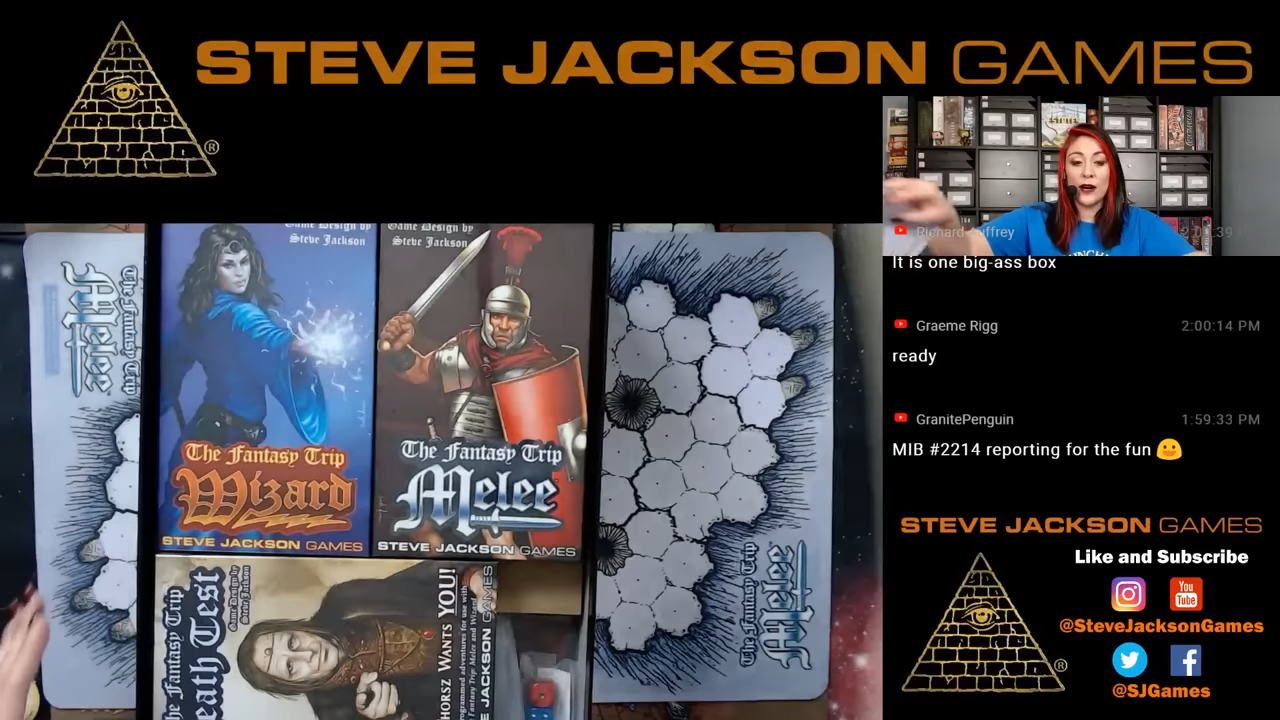 STEVE JACKSON GAMES
®
Game Design by
Steve Jackson
The Fantasy Trip
Wizard
STEVE JACKSON GAMES
Game Design by
Steve Jackson
The Fantasy Trip
Melee
STEVE JACKSON GAMES
The Fantasy Trip
Melee
The Fantasy Trip
Melee
Game Design by
Steve Jackson
WANTS YOU!
STEVE JACKSON GAMES
It is one big-ass box
Graeme Rigg
2:00:14 PM
ready
GranitePenguin
1:59:33 PM
MIB #2214 reporting for the fun
STEVE JACKSON GAMES
Like and Subscribe
You
Tube
@SteveJacksonGames
@SJGames
®